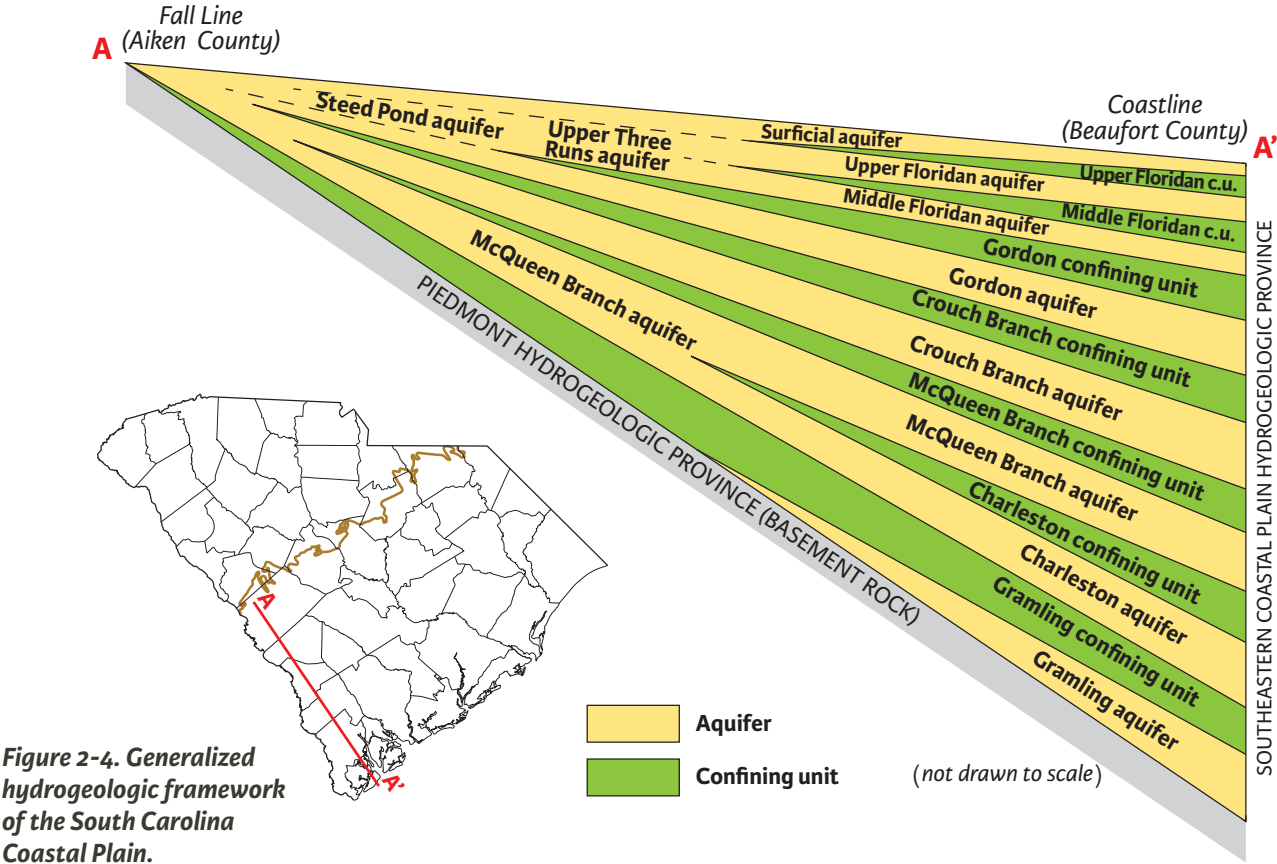 Fall Line
(Aiken County)
A
Coastline
(Beaufort County)
A’
Steed Pond aquifer
Upper Three
Runs aquifer
Surficial aquifer
Upper Floridan c.u.
Upper Floridan aquifer
Middle Floridan c.u.
Middle Floridan aquifer
Gordon confining unit
Gordon aquifer
Crouch Branch confining unit
Crouch Branch aquifer
McQueen Branch confining unit
McQueen Branch aquifer
McQueen Branch aquifer
Charleston confining unit
Charleston aquifer
Gramling confining unit
Gramling aquifer
PIEDMONT HYDROGEOLOGIC PROVINCE (BASEMENT ROCK)
SOUTHEASTERN COASTAL PLAIN HYDROGEOLOGIC PROVINCE
A
A’
Aquifer
Confining unit
(not drawn to scale)
Figure 2-4. Generalized
hydrogeologic framework
of the South Carolina
Coastal Plain.